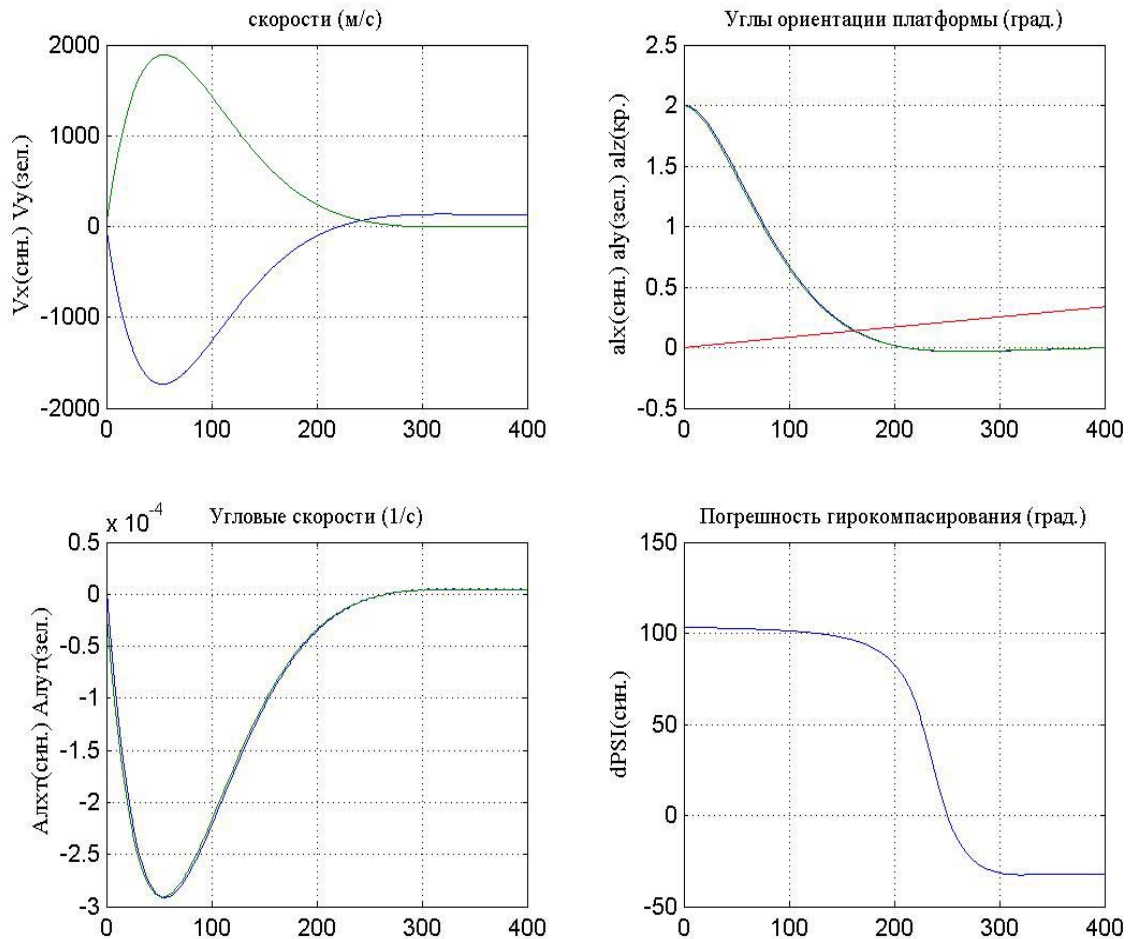 скорости (м/с)
Vx(син.) Vy(зел.)
2000
1000
0
-1000
-2000
0 100 200 300 400
Углы ориентации платформы (град.)
alx(син.) aly(зел.) alz(кр.)
2.5
2
1.5
1
0.5
0
-0.5
0 100 200 300 400
Угловые скорости (1/с)
x 10^-4
Алхт(син.) Алут(зел.)
0.5
0
-0.5
-1
-1.5
-2
-2.5
-3
0 100 200 300 400
Погрешность гирокомпасирования (град.)
dPSI(син.)
150
100
50
0
-50
0 100 200 300 400